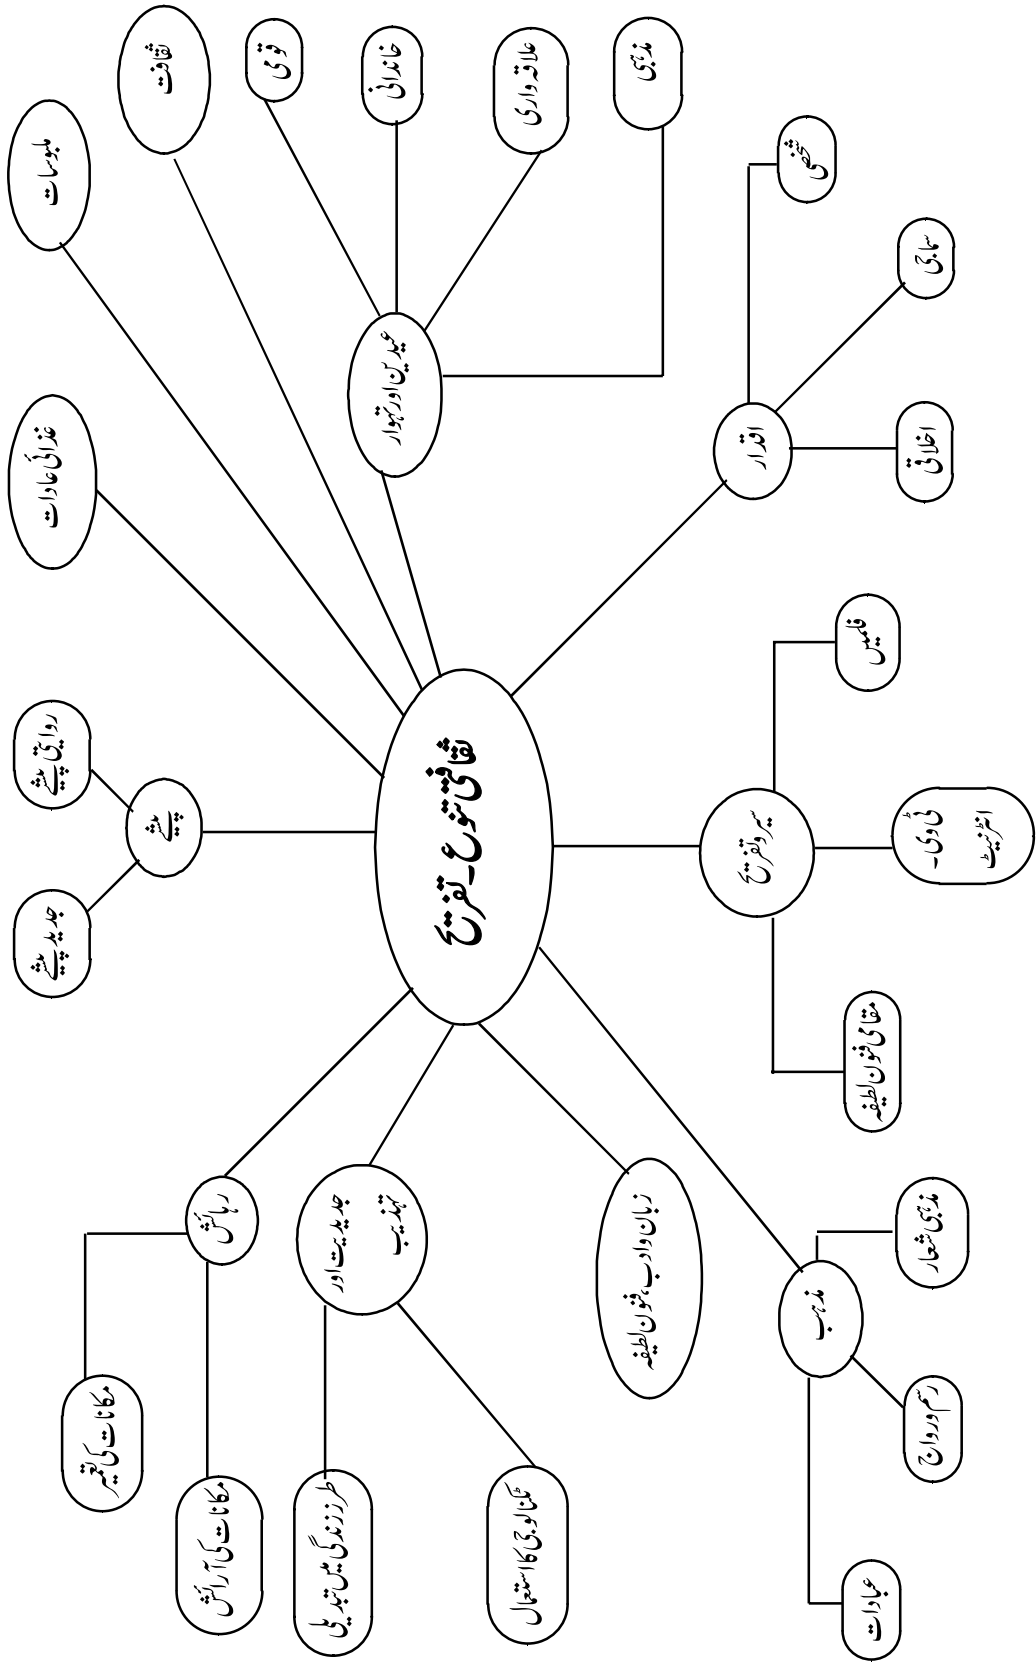 ثقافت
قومی
خاندانی
علاقہ واری
مذہبی
ملبوسات
شخصی
سماجی
عیدین اور تہوار
غذائی عادات
اقدار
اخلاقی
فلمیں
روایتی پیشے
پیشے
جدید پیشے
ثقافتی تنوع۔ تفریح
سیر و تفریح
ٹی وی۔
انٹرنیٹ
مقامی فنون لطیفہ
رہائش
تہذیب
جدیدیت اور
زبان و ادب، فنون لطیفہ
مذہب
مذہبی شعار
رسم و رواج
عبادات
مکانات کی تعمیر
مکانات کی آرائش
طرز زندگی میں تبدیلی
ٹکنالوجی کا استعمال